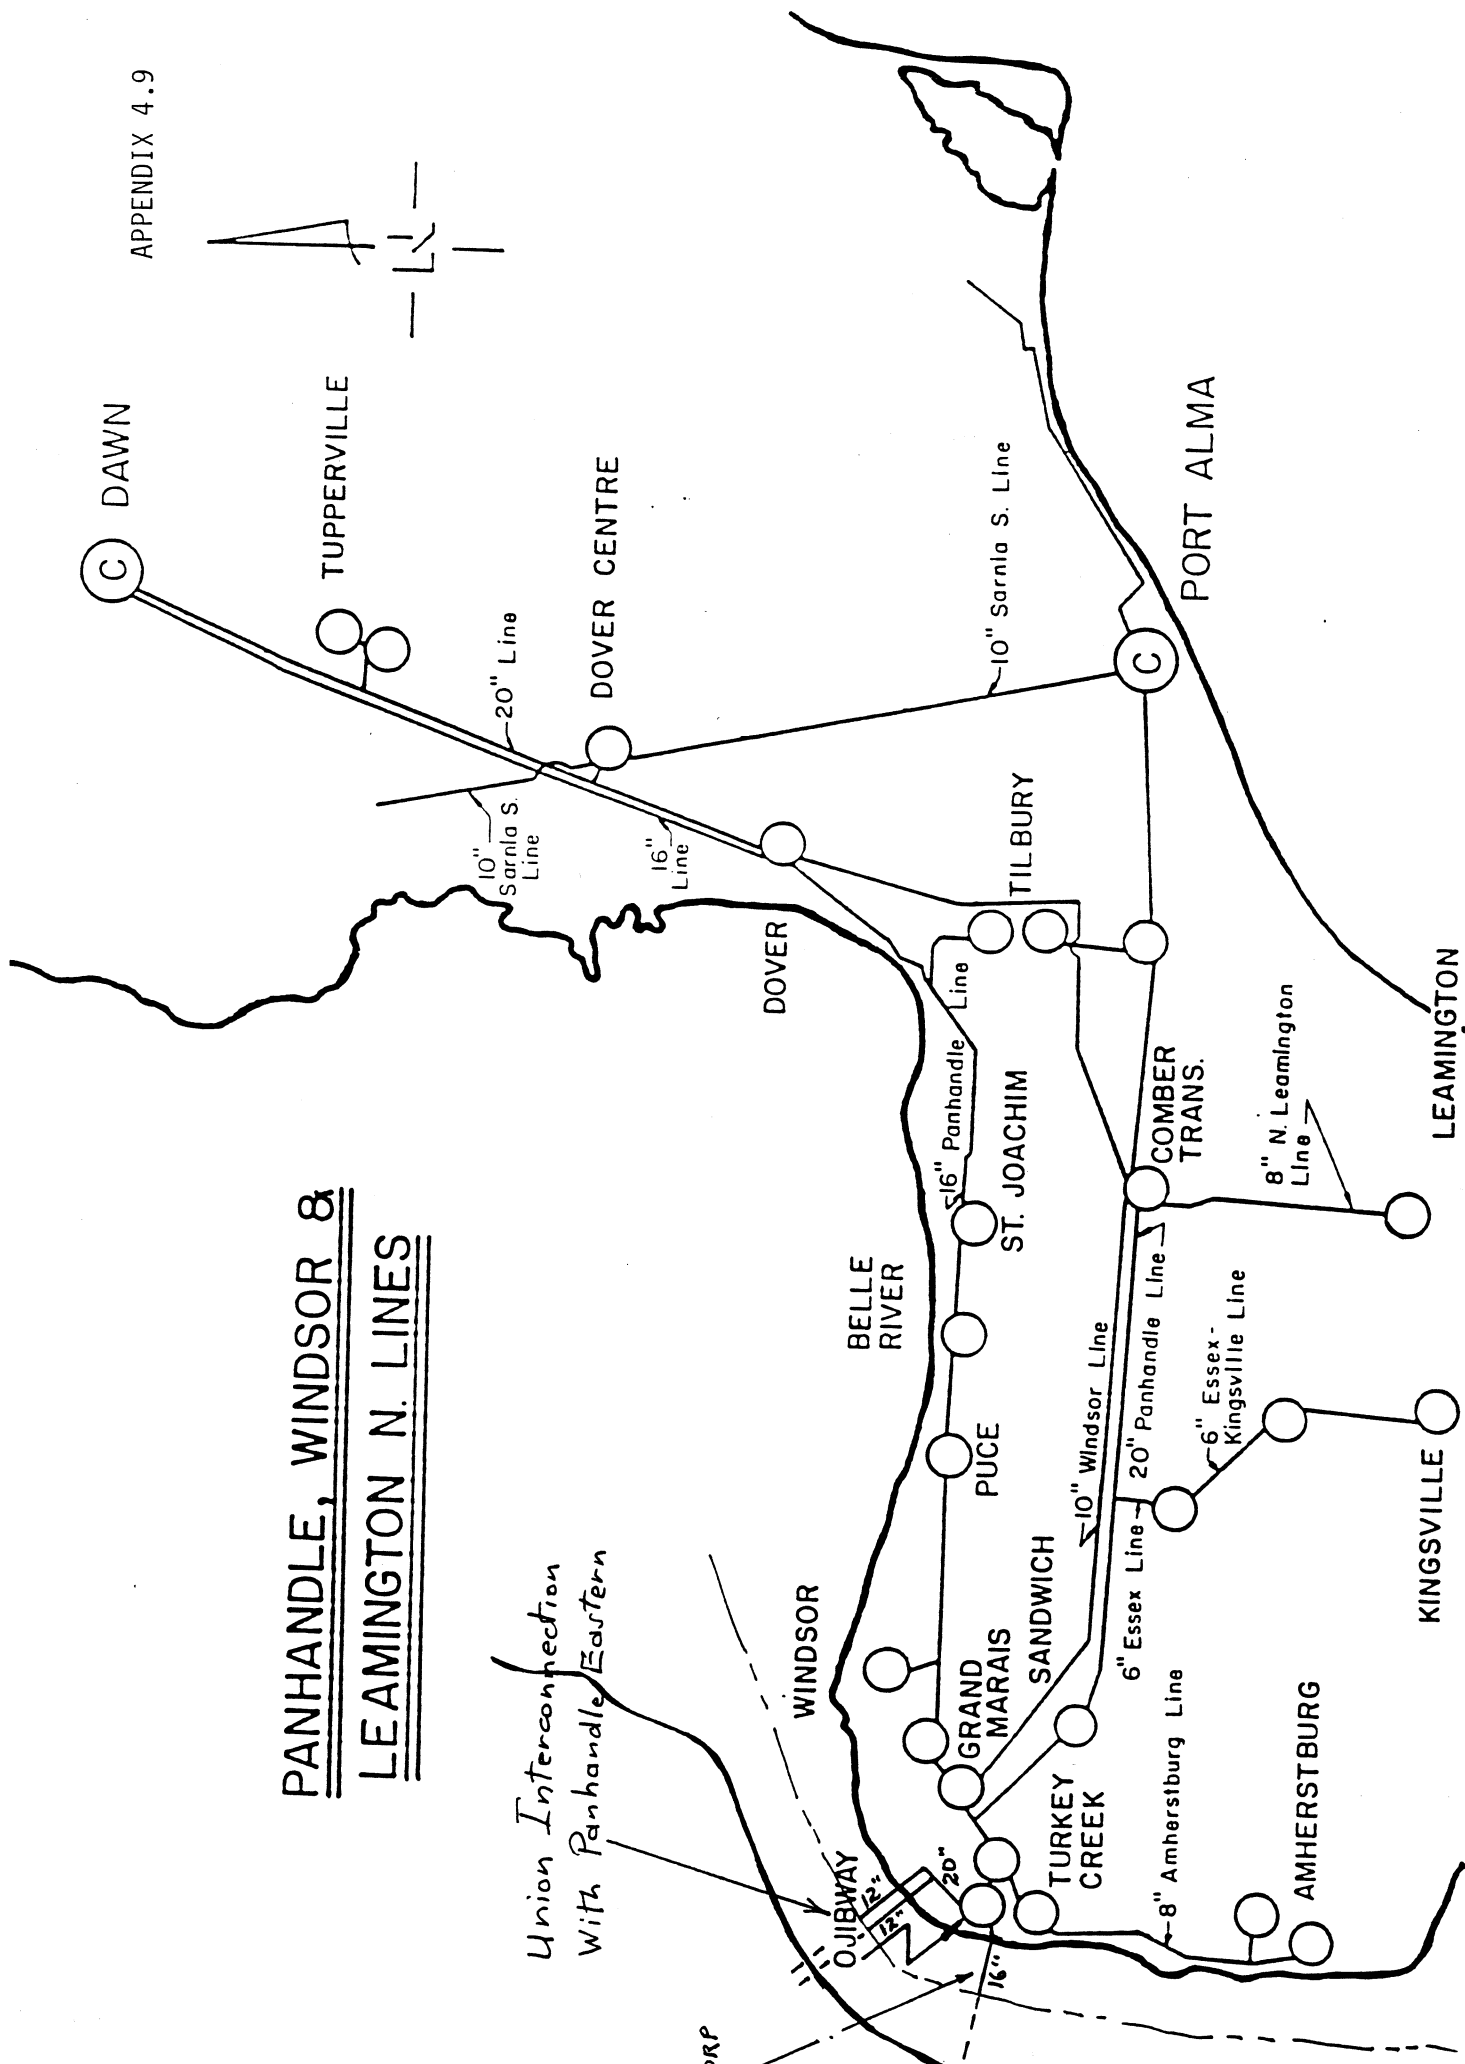 APPENDIX 4.9
PANHANDLE, WINDSOR &
LEAMINGTON N. LINES
C
DAWN
TUPPERVILLE
20" Line
DOVER CENTRE
10"
Sarnia S.
Line
16"
Line
10" Sarnia S. Line
DOVER
TILBURY
C
PORT ALMA
16" Panhandle Line
ST. JOACHIM
BELLE
RIVER
PUCE
COMBER
TRANS.
8" N. Leamington
Line
LEAMINGTON
10" Windsor Line
20" Panhandle Line
6" Essex-
Kingsville Line
6" Essex Line
KINGSVILLE
WINDSOR
SANDWICH
GRAND
MARAIS
TURKEY
CREEK
8" Amherstburg Line
AMHERSTBURG
Union Interconnection
With Panhandle Eastern
OJIBWAY
12"
12"
20"
16"